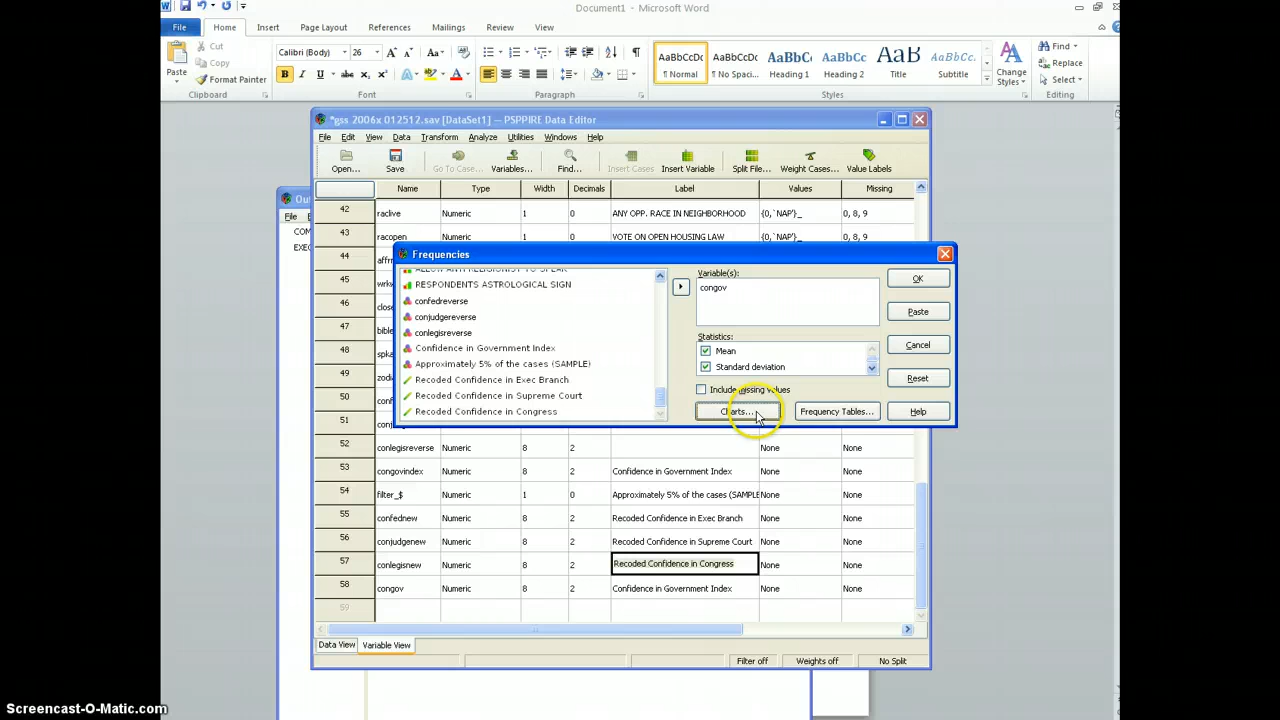 Document1 - Microsoft Word
File Home Insert Page Layout References Mailings Review View
Cut
Copy
Format Painter
Paste
Clipboard
Calibri (Body) 26
Font
Paragraph
AaBbCcDc AaBbCcDc AaBbC AaBbCc AaB AaBbCc.
¶ Normal ¶ No Spaci... Heading 1 Heading 2 Title Subtitle
Change Styles
Styles
Find
Replace
Select
Editing
*gss 2006x 012512.sav [DataSet1] — PSPPIRE Data Editor
File Edit View Data Transform Analyze Utilities Windows Help
Open... Save Go To Case... Variables... Find... Insert Cases Insert Variable Split File... Weight Cases... Value Labels
Name Type Width Decimals Label Values Missing
42 raclive Numeric 1 0 ANY OPP. RACE IN NEIGHBORHOOD {0,`NAP'}_ 0, 8, 9
43 racopen Numeric 1 0 VOTE ON OPEN HOUSING LAW {0,`NAP'}_ 0, 8, 9
44
45
46
47
48
49
50
51
52 conlegisreverse Numeric 8 2 None None
53 congovindex Numeric 8 2 Confidence in Government Index None None
54 filter_$ Numeric 1 0 Approximately 5% of the cases (SAMPLE None None
55 confednew Numeric 8 2 Recoded Confidence in Exec Branch None None
56 conjudgenew Numeric 8 2 Recoded Confidence in Supreme Court None None
57 conlegisnew Numeric 8 2 Recoded Confidence in Congress None None
58 congov Numeric 8 2 Confidence in Government Index None None
59
Data View Variable View
Filter off Weights off No Split
Frequencies
ALLOW ANTI-RELIGIONIST TO SPEAK
RESPONDENTS ASTROLOGICAL SIGN
confedreverse
conjudgereverse
conlegisreverse
Confidence in Government Index
Approximately 5% of the cases (SAMPLE)
Recoded Confidence in Exec Branch
Recoded Confidence in Supreme Court
Recoded Confidence in Congress
Variable(s):
congov
Statistics:
Mean
Standard deviation
Include missing values
Charts... Frequency Tables...
OK
Paste
Cancel
Reset
Help
File
Screencast-O-Matic.com